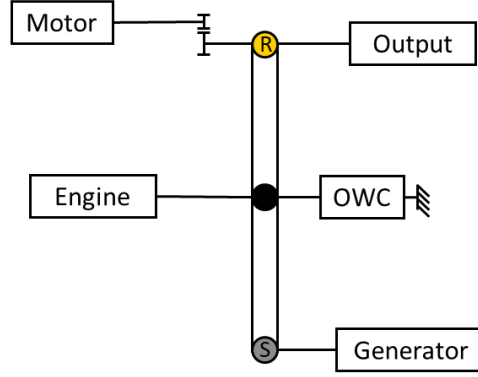 Motor
R
Output
Engine
OWC
S
Generator